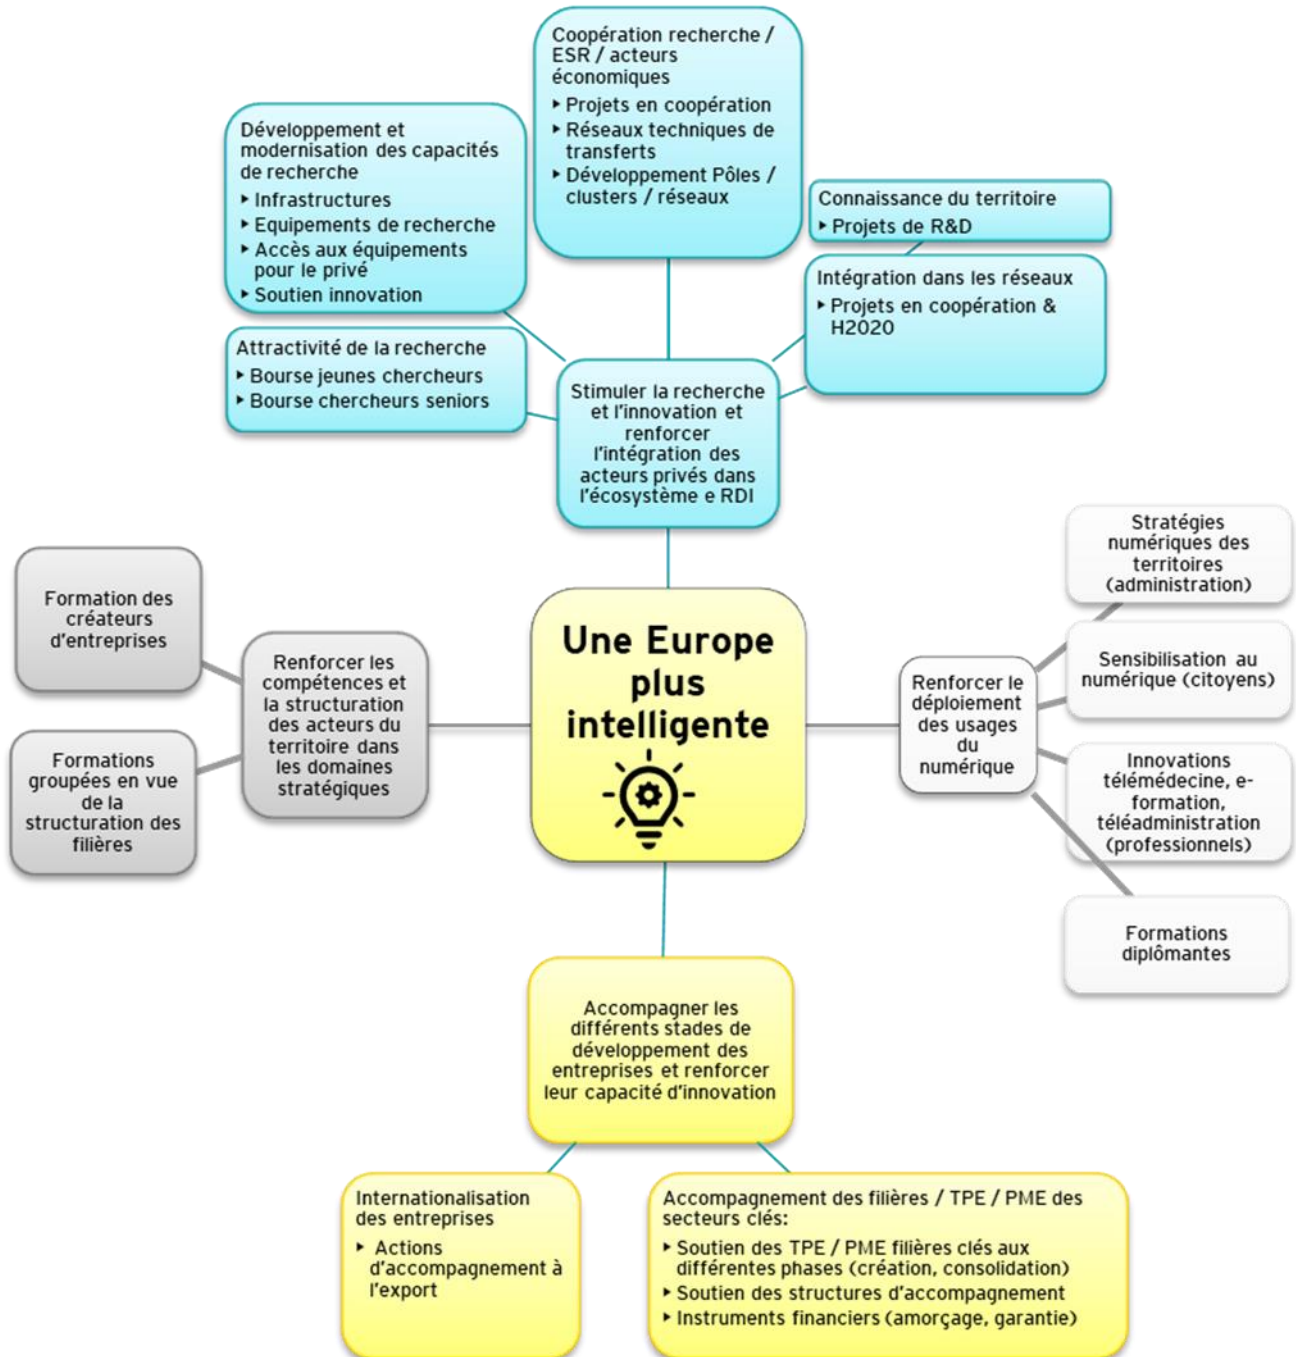 Coopération recherche /
ESR / acteurs
économiques
▸ Projets en coopération
▸ Réseaux techniques de
transferts
▸ Développement Pôles /
clusters / réseaux
Développement et
modernisation des capacités
de recherche
▸ Infrastructures
▸ Equipements de recherche
▸ Accès aux équipements
pour le privé
▸ Soutien innovation
Connaissance du territoire
▸ Projets de R&D
Intégration dans les réseaux
▸ Projets en coopération &
H2020
Attractivité de la recherche
▸ Bourse jeunes chercheurs
▸ Bourse chercheurs seniors
Stimuler la recherche
et l'innovation et
renforcer
l'intégration des
acteurs privés dans
l'écosystème e RDI
Formation des
créateurs
d'entreprises
Formations
groupées en vue
de la
structuration des
filières
Renforcer les
compétences et
la structuration
des acteurs du
territoire dans
les domaines
stratégiques
Une Europe
plus
intelligente
Renforcer le
déploiement
des usages
du
numérique
Stratégies
numériques des
territoires
(administration)
Sensibilisation au
numérique (citoyens)
Innovations
télémédecine, e-
formation,
téléadministration
(professionnels)
Formations
diplômantes
Accompagner les
différents stades de
développement des
entreprises et renforcer
leur capacité d'innovation
Internationalisation
des entreprises
▸ Actions
d'accompagnement à
l'export
Accompagnement des filières / TPE / PME des
secteurs clés:
▸ Soutien des TPE / PME filières clés aux
différentes phases (création, consolidation)
▸ Soutien des structures d'accompagnement
▸ Instruments financiers (amorçage, garantie)